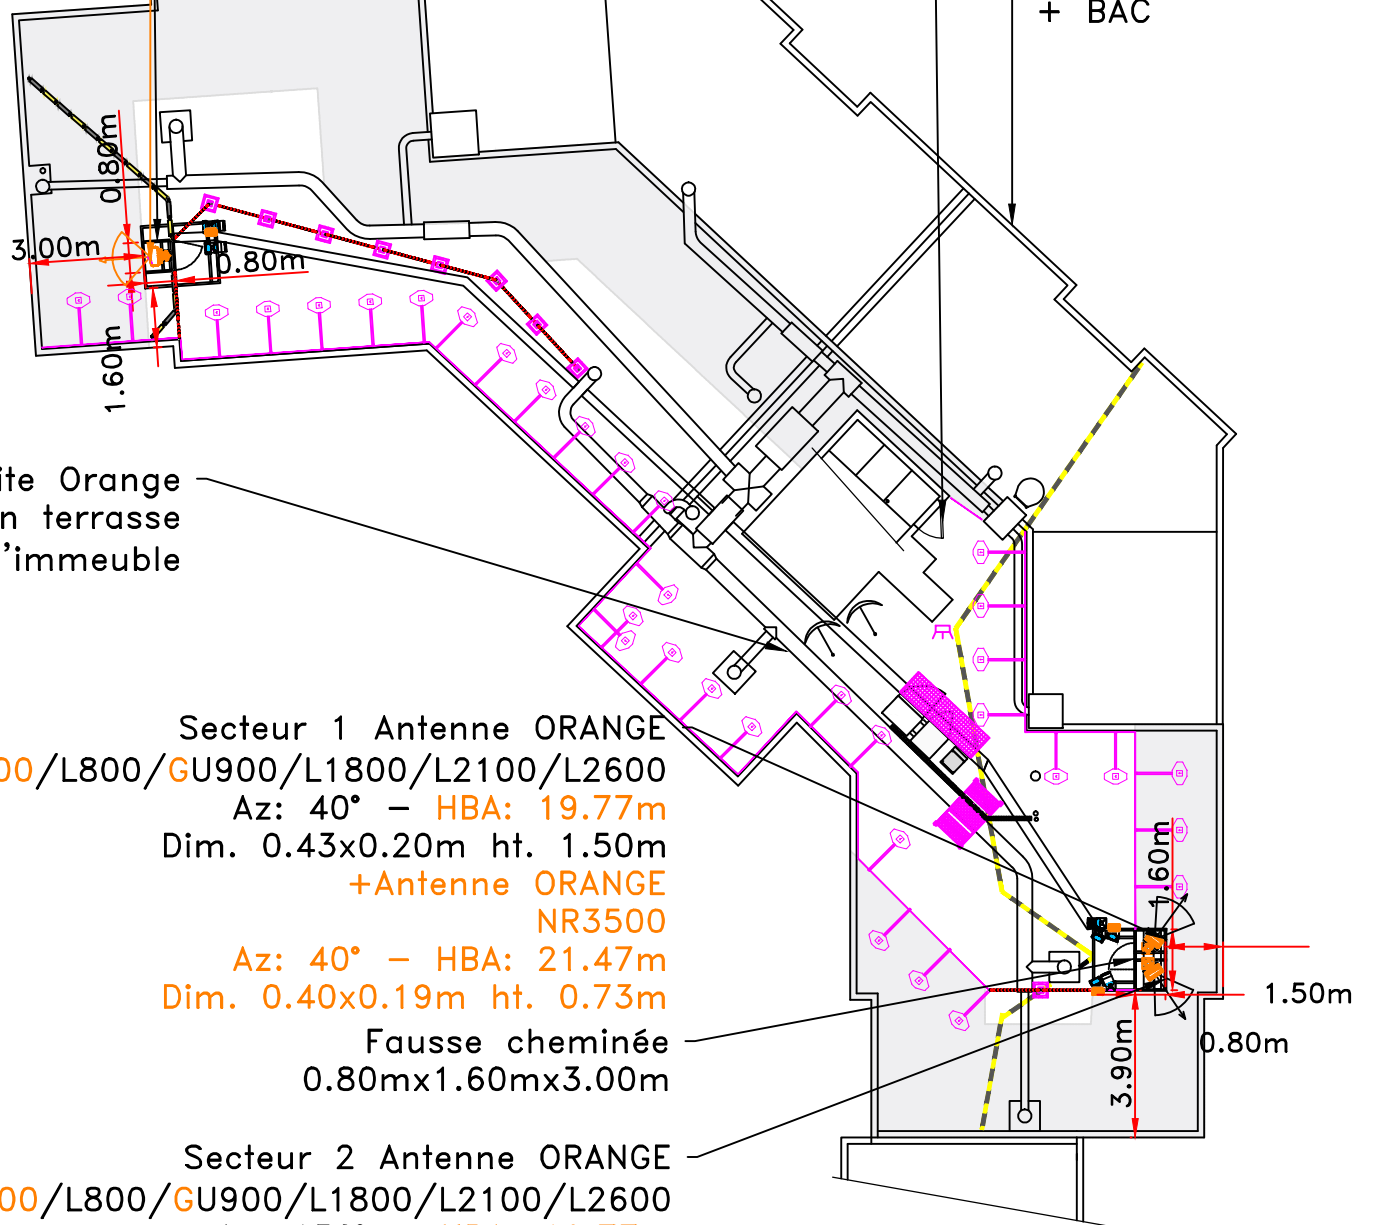 + BAC
0.80m
3.00m
0.80m
1.60m
ite Orange
n terrasse
'immeuble
Secteur 1 Antenne ORANGE
00/L800/GU900/L1800/L2100/L2600
Az: 40° - HBA: 19.77m
Dim. 0.43x0.20m ht. 1.50m
+Antenne ORANGE
NR3500
Az: 40° - HBA: 21.47m
Dim. 0.40x0.19m ht. 0.73m
.60m
1.50m
0.80m
3.90m
Fausse cheminée
0.80mx1.60mx3.00m
Secteur 2 Antenne ORANGE
00/L800/GU900/L1800/L2100/L2600